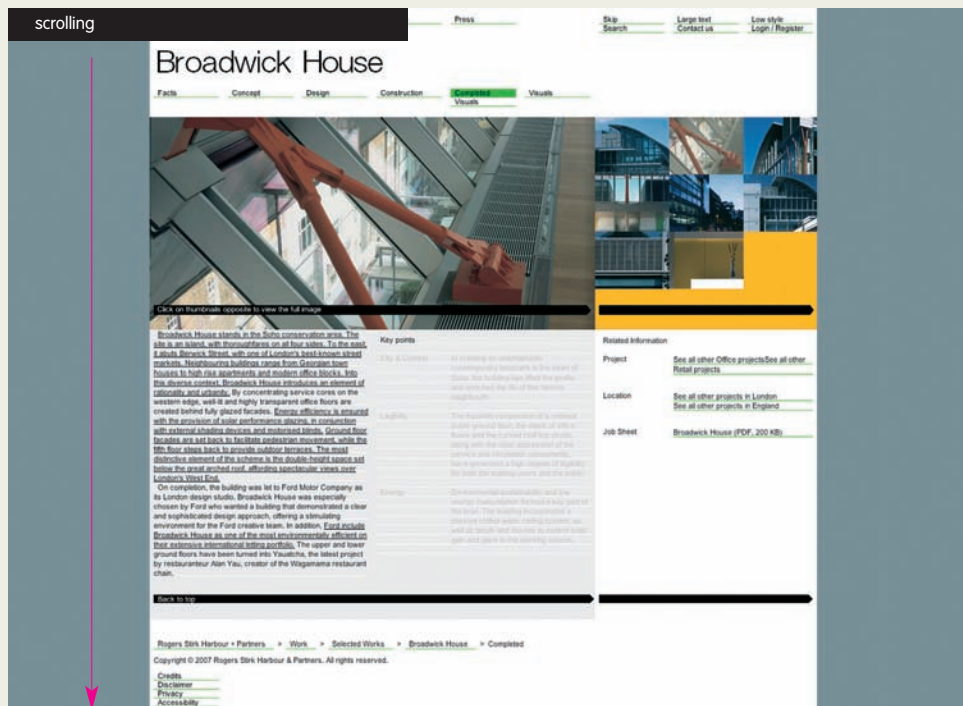 scrolling
Press
Skip
Large text
Low style
Search
Contact us
Login / Register
Broadwick House
Facts
Concept
Design
Construction
Completed
Visuals
Visuals
Click on thumbnails opposite to view the full image
Broadwick House stands in the Soho conservation area. The
site is an island, with thoroughfares on all four sides. To the east,
it abuts Berwick Street, with one of London's best-known street
markets. Neighbouring buildings range from Georgian town
houses to high rise apartments and modern office blocks. Into
this diverse context, Broadwick House introduces an element of
rationality and urbanity. By concentrating service cores on the
western edge, well-lit and highly transparent office floors are
created behind fully glazed facades. Energy efficiency is ensured
with the provision of solar performance glazing, in conjunction
with external shading devices and motorised blinds. Ground floor
facades are set back to facilitate pedestrian movement, while the
fifth floor steps back to provide outdoor terraces. The most
distinctive element of the scheme is the double-height space set
below the great arched roof, affording spectacular views over
London's West End.
On completion, the building was let to Ford Motor Company as
its London design studio. Broadwick House was especially
chosen by Ford who wanted a building that demonstrated a clear
and sophisticated design approach, offering a stimulating
environment for the Ford creative team. In addition, Ford include
Broadwick House as one of the most environmentally efficient on
their extensive international letting portfolio. The upper and lower
ground floors have been turned into Yauatcha, the latest project
by restauranteur Alan Yau, creator of the Wagamama restaurant
chain.
Key points
City & Context
Legibility
Energy
Related Information
Project
See all other Office projectsSee all other
Retail projects
Location
See all other projects in London
See all other projects in England
Job Sheet
Broadwick House (PDF, 200 KB)
Back to top
Rogers Stirk Harbour + Partners > Work > Selected Works > Broadwick House > Completed
Copyright © 2007 Rogers Stirk Harbour & Partners. All rights reserved.
Credits
Disclaimer
Privacy
Accessibility